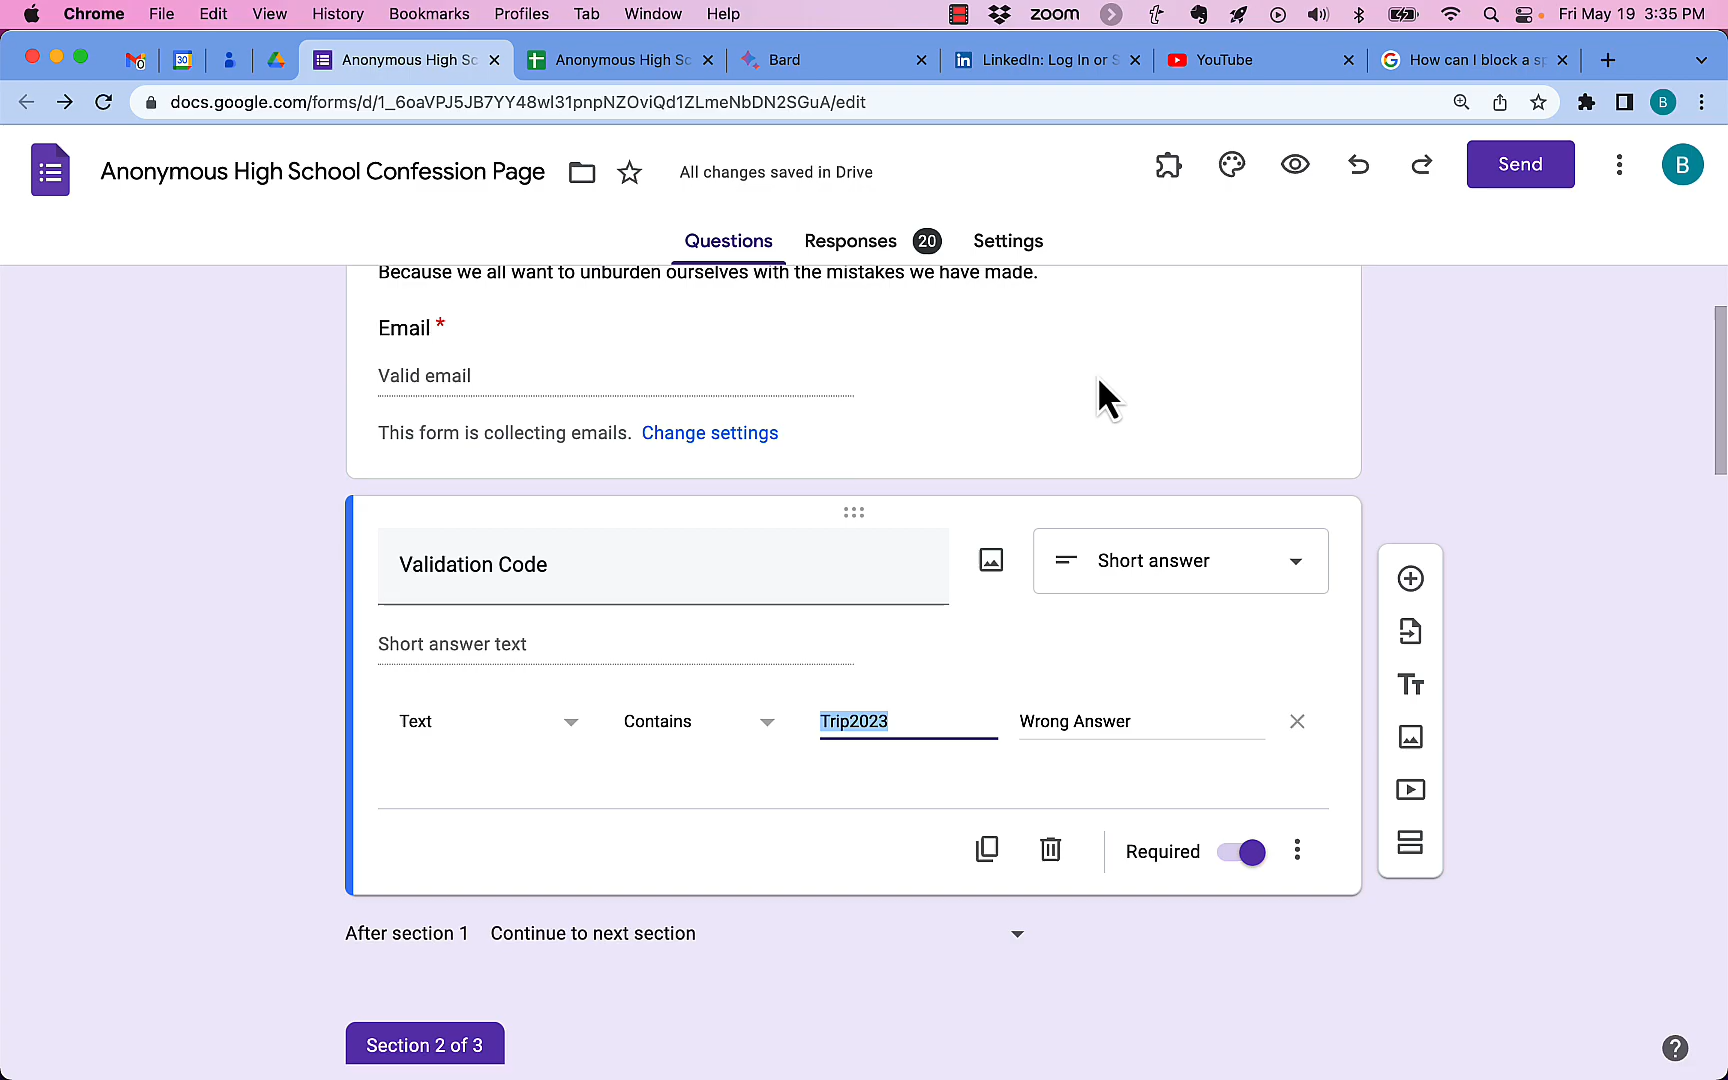 Chrome File Edit View History Bookmarks Profiles Tab Window Help zoom Fri May 19 3:35 PM
30 Anonymous High Sc Anonymous High Sc Bard LinkedIn: Log In or S YouTube How can I block a sp
docs.google.com/forms/d/1_6oaVPJ5JB7YY48wl31pnpNZOviQd1ZLmeNbDN2SGuA/edit B
Anonymous High School Confession Page All changes saved in Drive Send B
Questions Responses 20 Settings
Because we all want to unburden ourselves with the mistakes we have made.
Email *
Valid email
This form is collecting emails. Change settings
Validation Code Short answer
Short answer text
Text Contains Trip2023 Wrong Answer
Required
After section 1 Continue to next section
Section 2 of 3